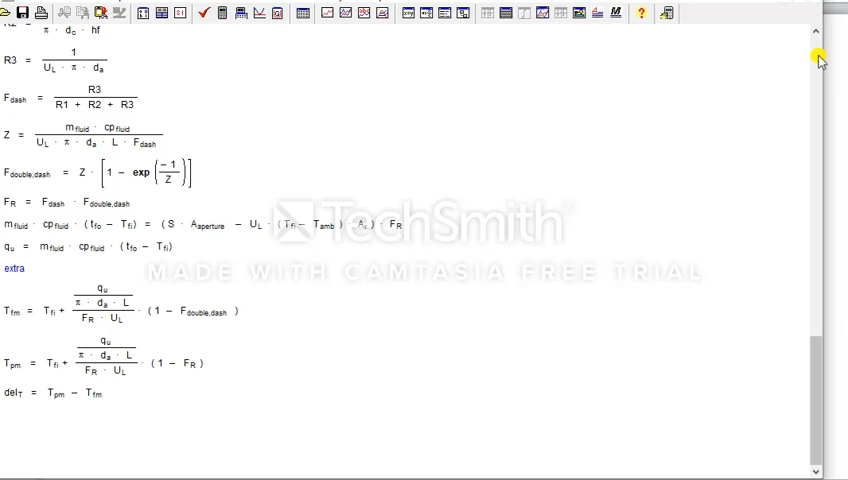 π · d_o · hf
R3 = 1 / (U_L · π · d_a)
F_dash = R3 / (R1 + R2 + R3)
Z = (m_fluid · cp_fluid) / (U_L · π · d_a · L · F_dash)
F_double,dash = Z · [1 – exp (–1 / Z)]
F_R = F_dash · F_double,dash
m_fluid · cp_fluid · ( t_fo – T_fi ) = ( S · A_aperture – U_L · ( T_fi – T_amb ) · A_r ) · F_R
q_u = m_fluid · cp_fluid · ( t_fo – T_fi )
extra
T_fm = T_fi + ((q_u / (π · d_a · L)) / (F_R · U_L)) · ( 1 – F_double,dash )
T_pm = T_fi + ((q_u / (π · d_a · L)) / (F_R · U_L)) · ( 1 – F_R )
del_T = T_pm – T_fm
TechSmith
MADE WITH CAMTASIA FREE TRIAL